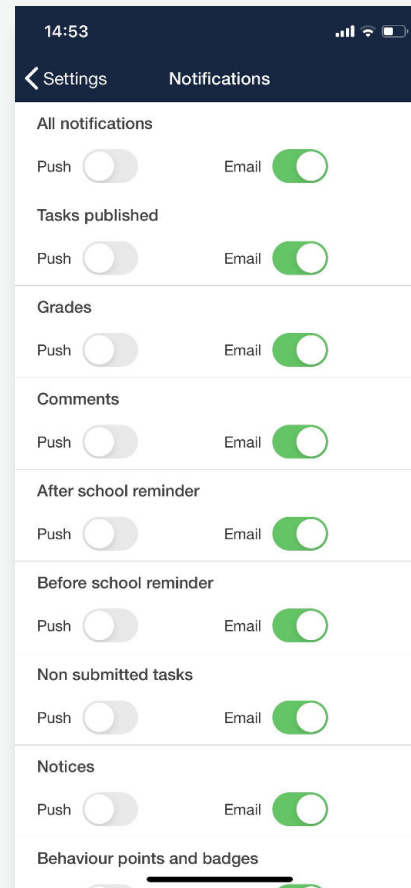 14:53
Settings Notifications
All notifications
Push Email
Tasks published
Push Email
Grades
Push Email
Comments
Push Email
After school reminder
Push Email
Before school reminder
Push Email
Non submitted tasks
Push Email
Notices
Push Email
Behaviour points and badges